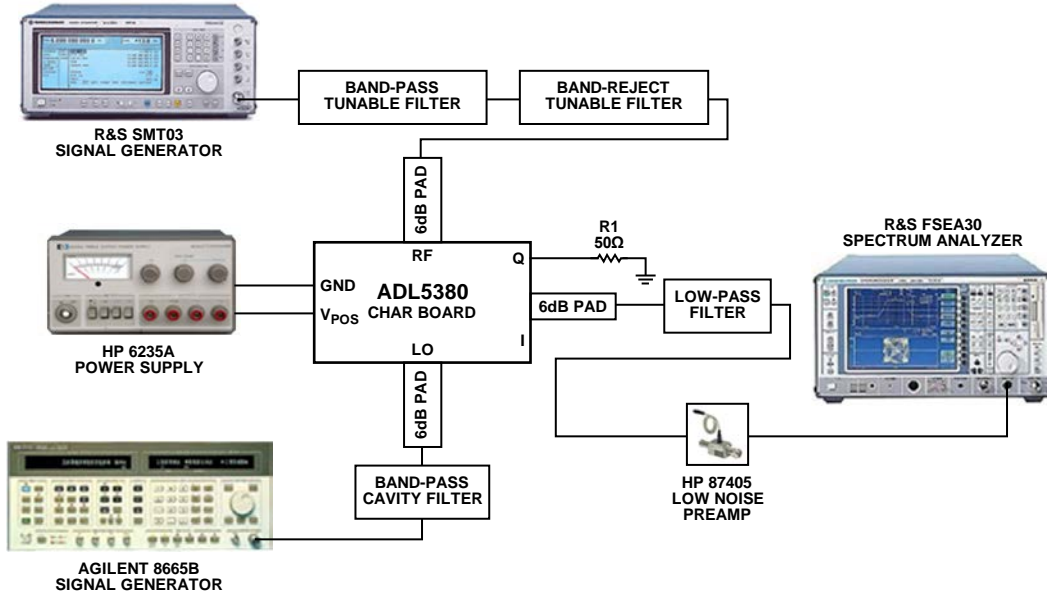 BAND-PASS
TUNABLE FILTER
BAND-REJECT
TUNABLE FILTER
R&S SMT03
SIGNAL GENERATOR
6dB PAD
R1
50Ω
R&S FSEA30
SPECTRUM ANALYZER
RF
Q
GND
ADL5380
CHAR BOARD
6dB PAD
LOW-PASS
FILTER
VPOS
LO
I
HP 6235A
POWER SUPPLY
6dB PAD
BAND-PASS
CAVITY FILTER
HP 87405
LOW NOISE
PREAMP
AGILENT 8665B
SIGNAL GENERATOR